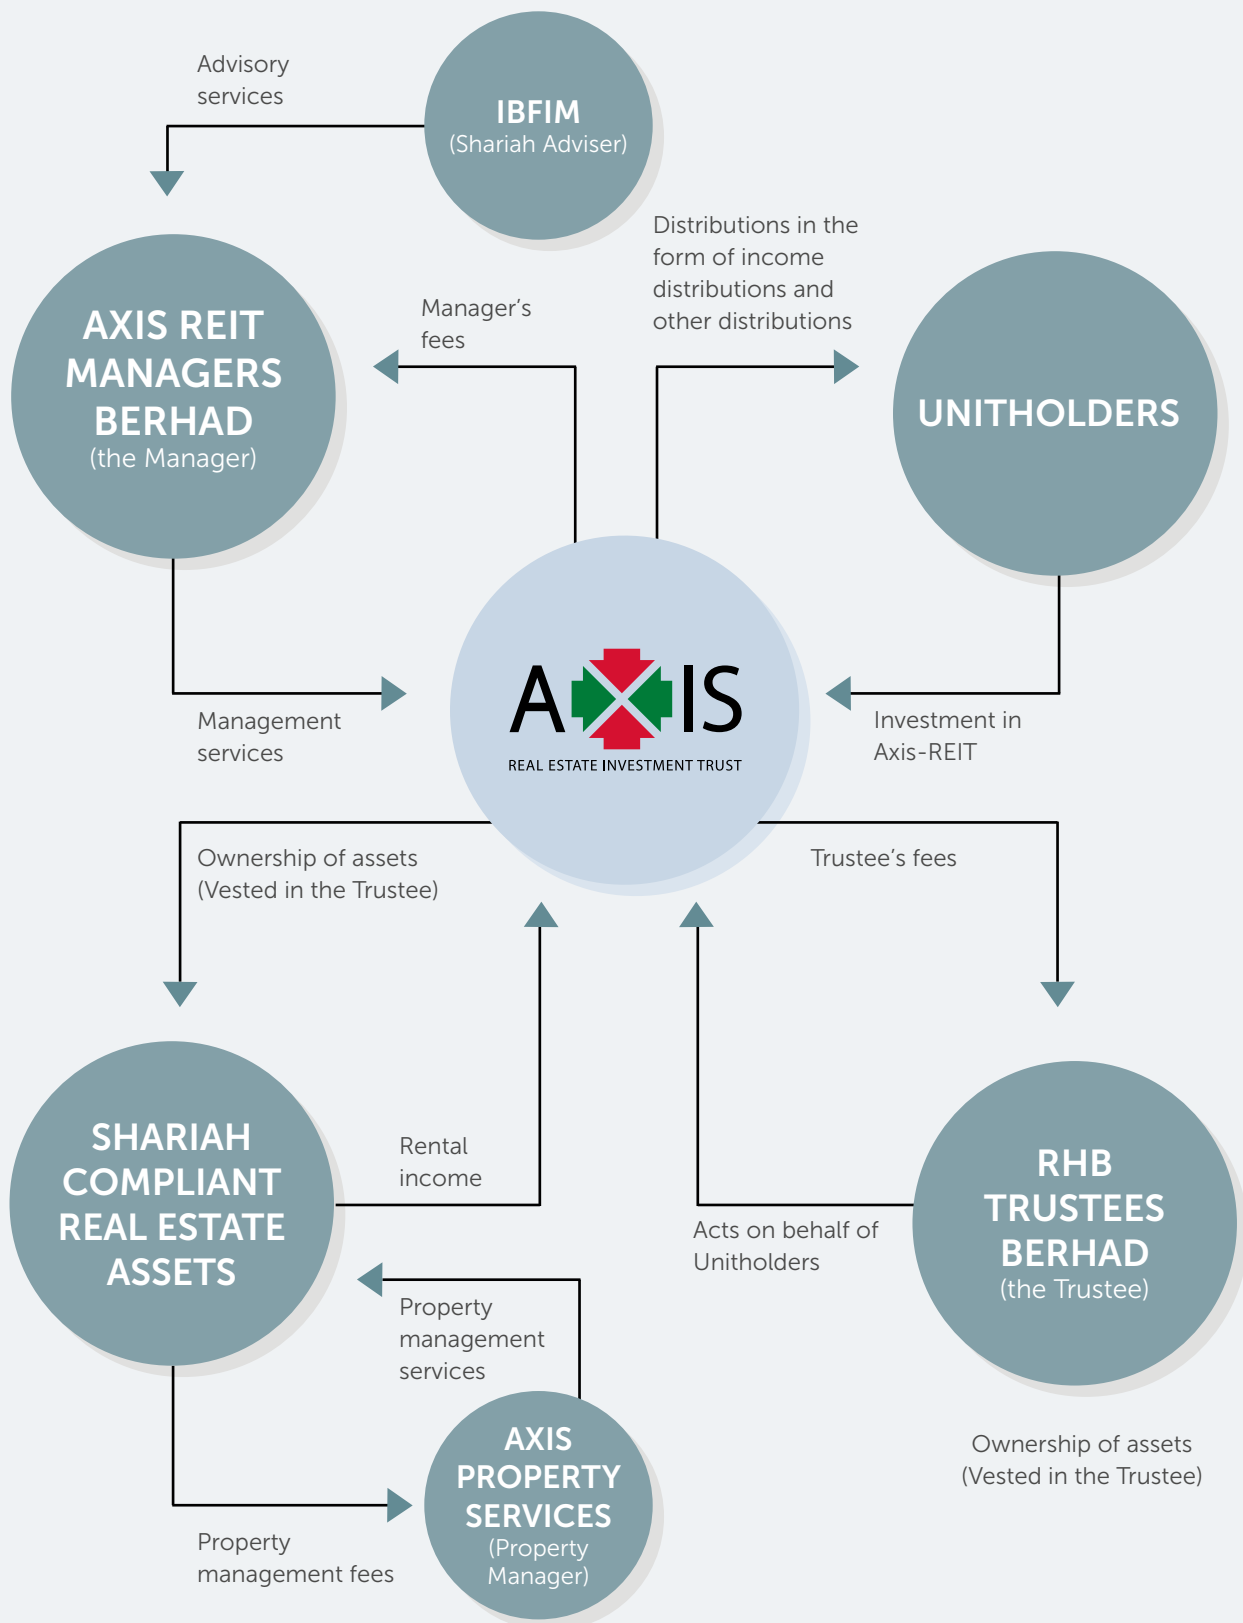 Advisory
services
IBFIM
(Shariah Adviser)
Distributions in the
form of income
distributions and
other distributions
Manager's
fees
AXIS REIT
MANAGERS
BERHAD
(the Manager)
UNITHOLDERS
AXIS
REAL ESTATE INVESTMENT TRUST
Management
services
Investment in
Axis-REIT
Ownership of assets
(Vested in the Trustee)
Trustee's fees
SHARIAH
COMPLIANT
REAL ESTATE
ASSETS
Rental
income
Acts on behalf of
Unitholders
RHB
TRUSTEES
BERHAD
(the Trustee)
Property
management
services
Ownership of assets
(Vested in the Trustee)
AXIS
PROPERTY
SERVICES
(Property
Manager)
Property
management fees